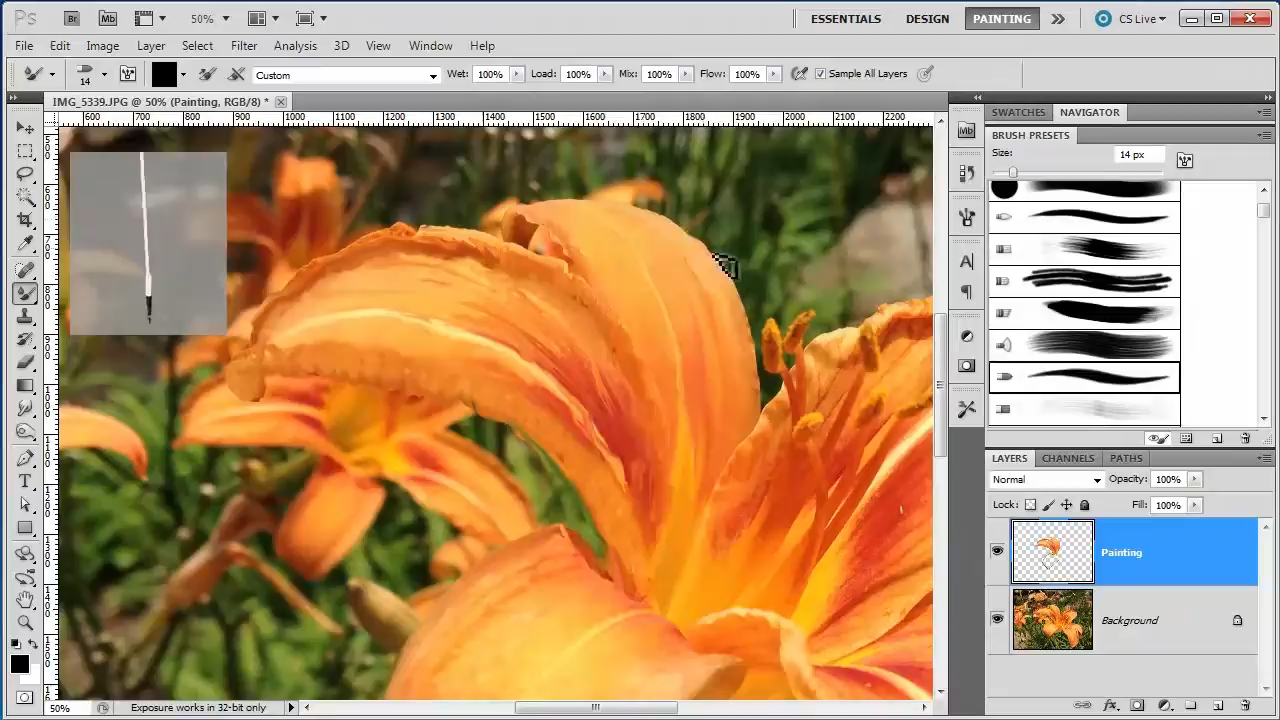 Ps Br Mb 50% ESSENTIALS DESIGN PAINTING CS Live
File Edit Image Layer Select Filter Analysis 3D View Window Help
14 Custom Wet: 100% Load: 100% Mix: 100% Flow: 100% Sample All Layers
IMG_5339.JPG @ 50% (Painting, RGB/8) *
600 700 800 900 1000 1100 1200 1300 1400 1500 1600 1700 1800 1900 2000 2100 2200
SWATCHES NAVIGATOR
Mb
BRUSH PRESETS
Size: 14 px
LAYERS CHANNELS PATHS
Normal Opacity: 100%
Lock: Fill: 100%
Painting
Background
50% Exposure works in 32-bit only